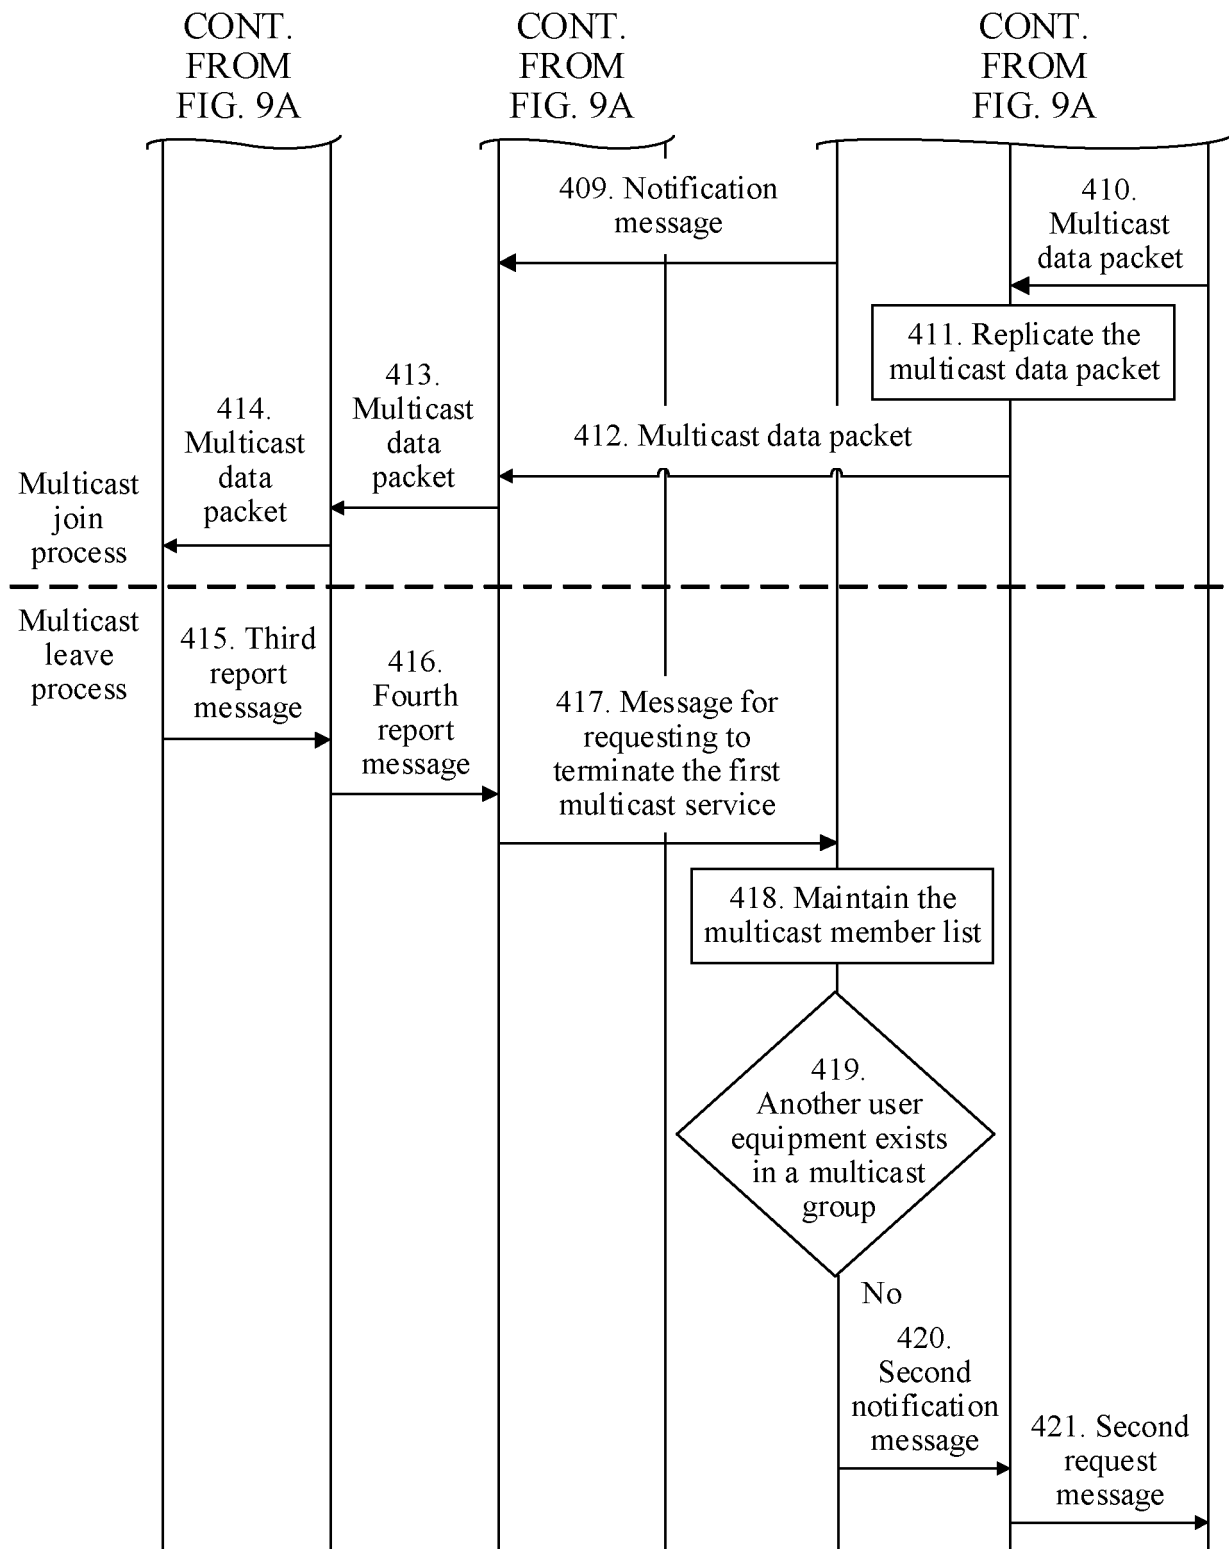 CONT.
FROM
FIG. 9A
CONT.
FROM
FIG. 9A
CONT.
FROM
FIG. 9A
409. Notification
message
410.
Multicast
data packet
411. Replicate the
multicast data packet
412. Multicast data packet
413.
Multicast
data
packet
414.
Multicast
data
packet
Multicast
join
process
Multicast
leave
process
415. Third
report
message
416.
Fourth
report
message
417. Message for
requesting to
terminate the first
multicast service
418. Maintain the
multicast member list
419.
Another user
equipment exists
in a multicast
group
No
420.
Second
notification
message
421. Second
request
message